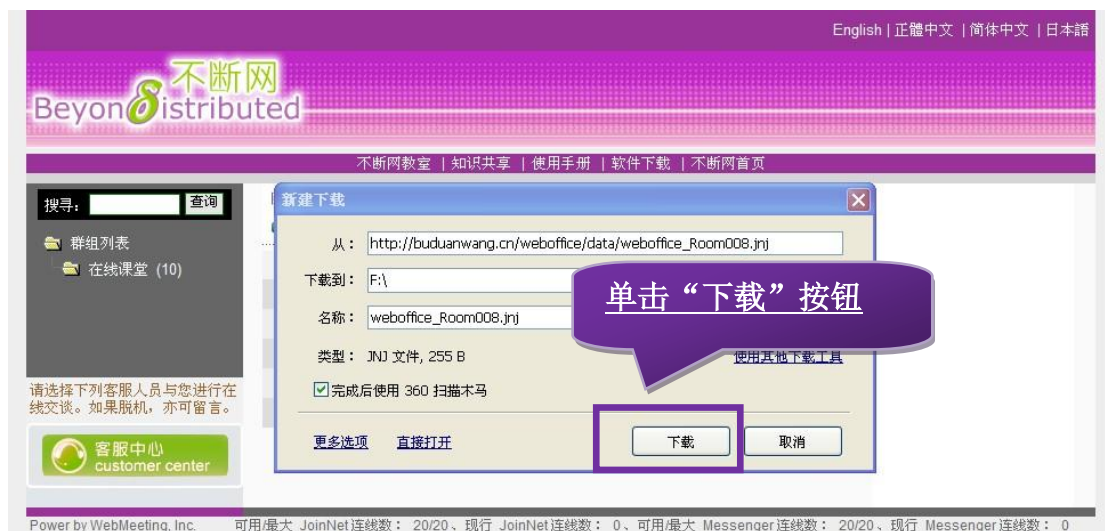 English | 正體中文 | 简体中文 | 日本語
不断网
Beyondistributed
不断网教室 | 知识共享 | 使用手册 | 软件下载 | 不断网首页
搜寻: 查询
群组列表
在线课堂 (10)
请选择下列客服人员与您进行在
线交谈。如果脱机,亦可留言。
客服中心
customer center
新建下载
从: http://buduanwang.cn/weboffice/data/weboffice_Room008.jnj
下载到: F:\
名称: weboffice_Room008.jnj
类型: JNJ 文件, 255 B
使用其他下载工具
完成后使用 360 扫描木马
更多选项 直接打开 下载 取消
单击“下载”按钮
Power by WebMeeting, Inc. 可用/最大 JoinNet 连线数: 20/20、现行 JoinNet 连线数: 0、可用/最大 Messenger 连线数: 20/20、现行 Messenger 连线数: 0